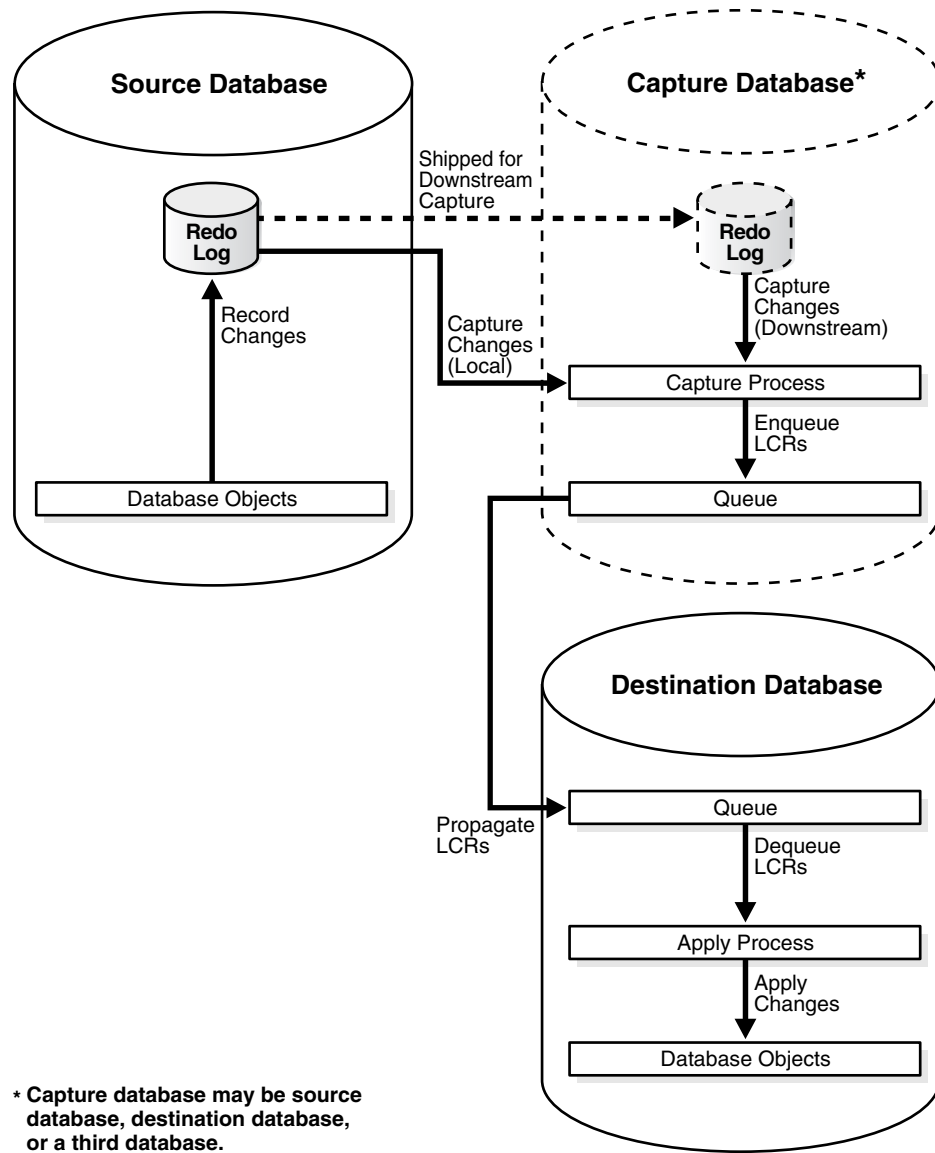 Source Database
Capture Database*
Shipped for
Downstream
Capture
Redo
Log
Redo
Log
Record
Changes
Capture
Changes
(Local)
Capture
Changes
(Downstream)
Capture Process
Enqueue
LCRs
Database Objects
Queue
Destination Database
Queue
Propagate
LCRs
Dequeue
LCRs
Apply Process
Apply
Changes
Database Objects
* Capture database may be source
database, destination database,
or a third database.